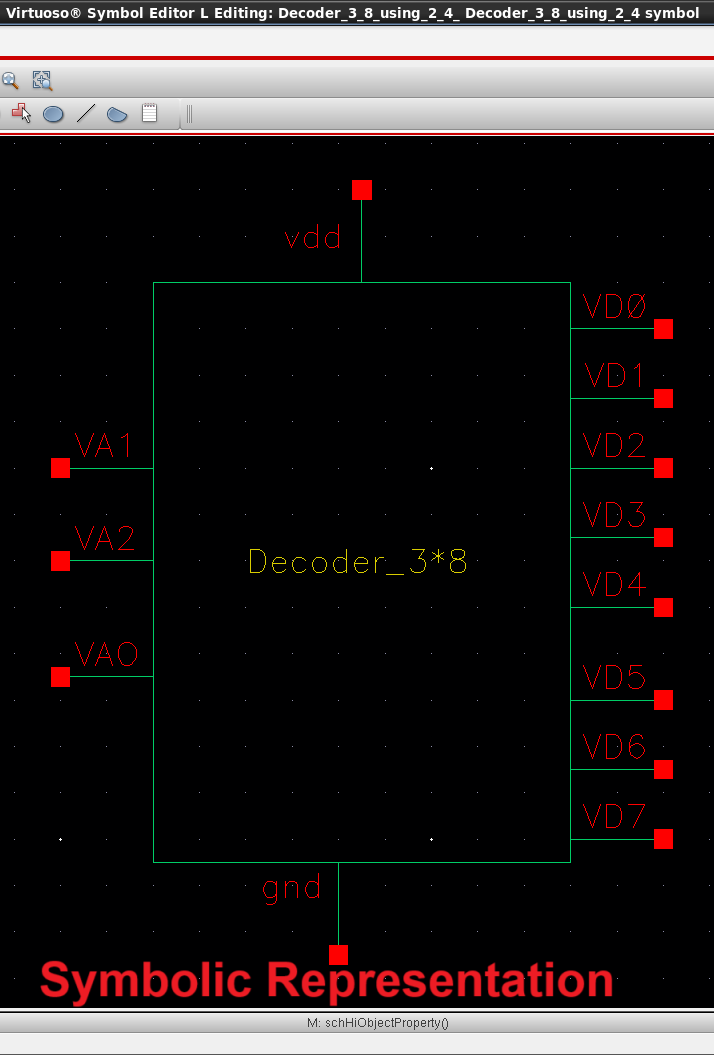 Virtuoso® Symbol Editor L Editing: Decoder_3_8_using_2_4_ Decoder_3_8_using_2_4 symbol
vdd
VD0
VD1
VA1
VD2
VD3
VA2
Decoder_3*8
VD4
VAO
VD5
VD6
VD7
gnd
Symbolic Representation
M: schHiObjectProperty()